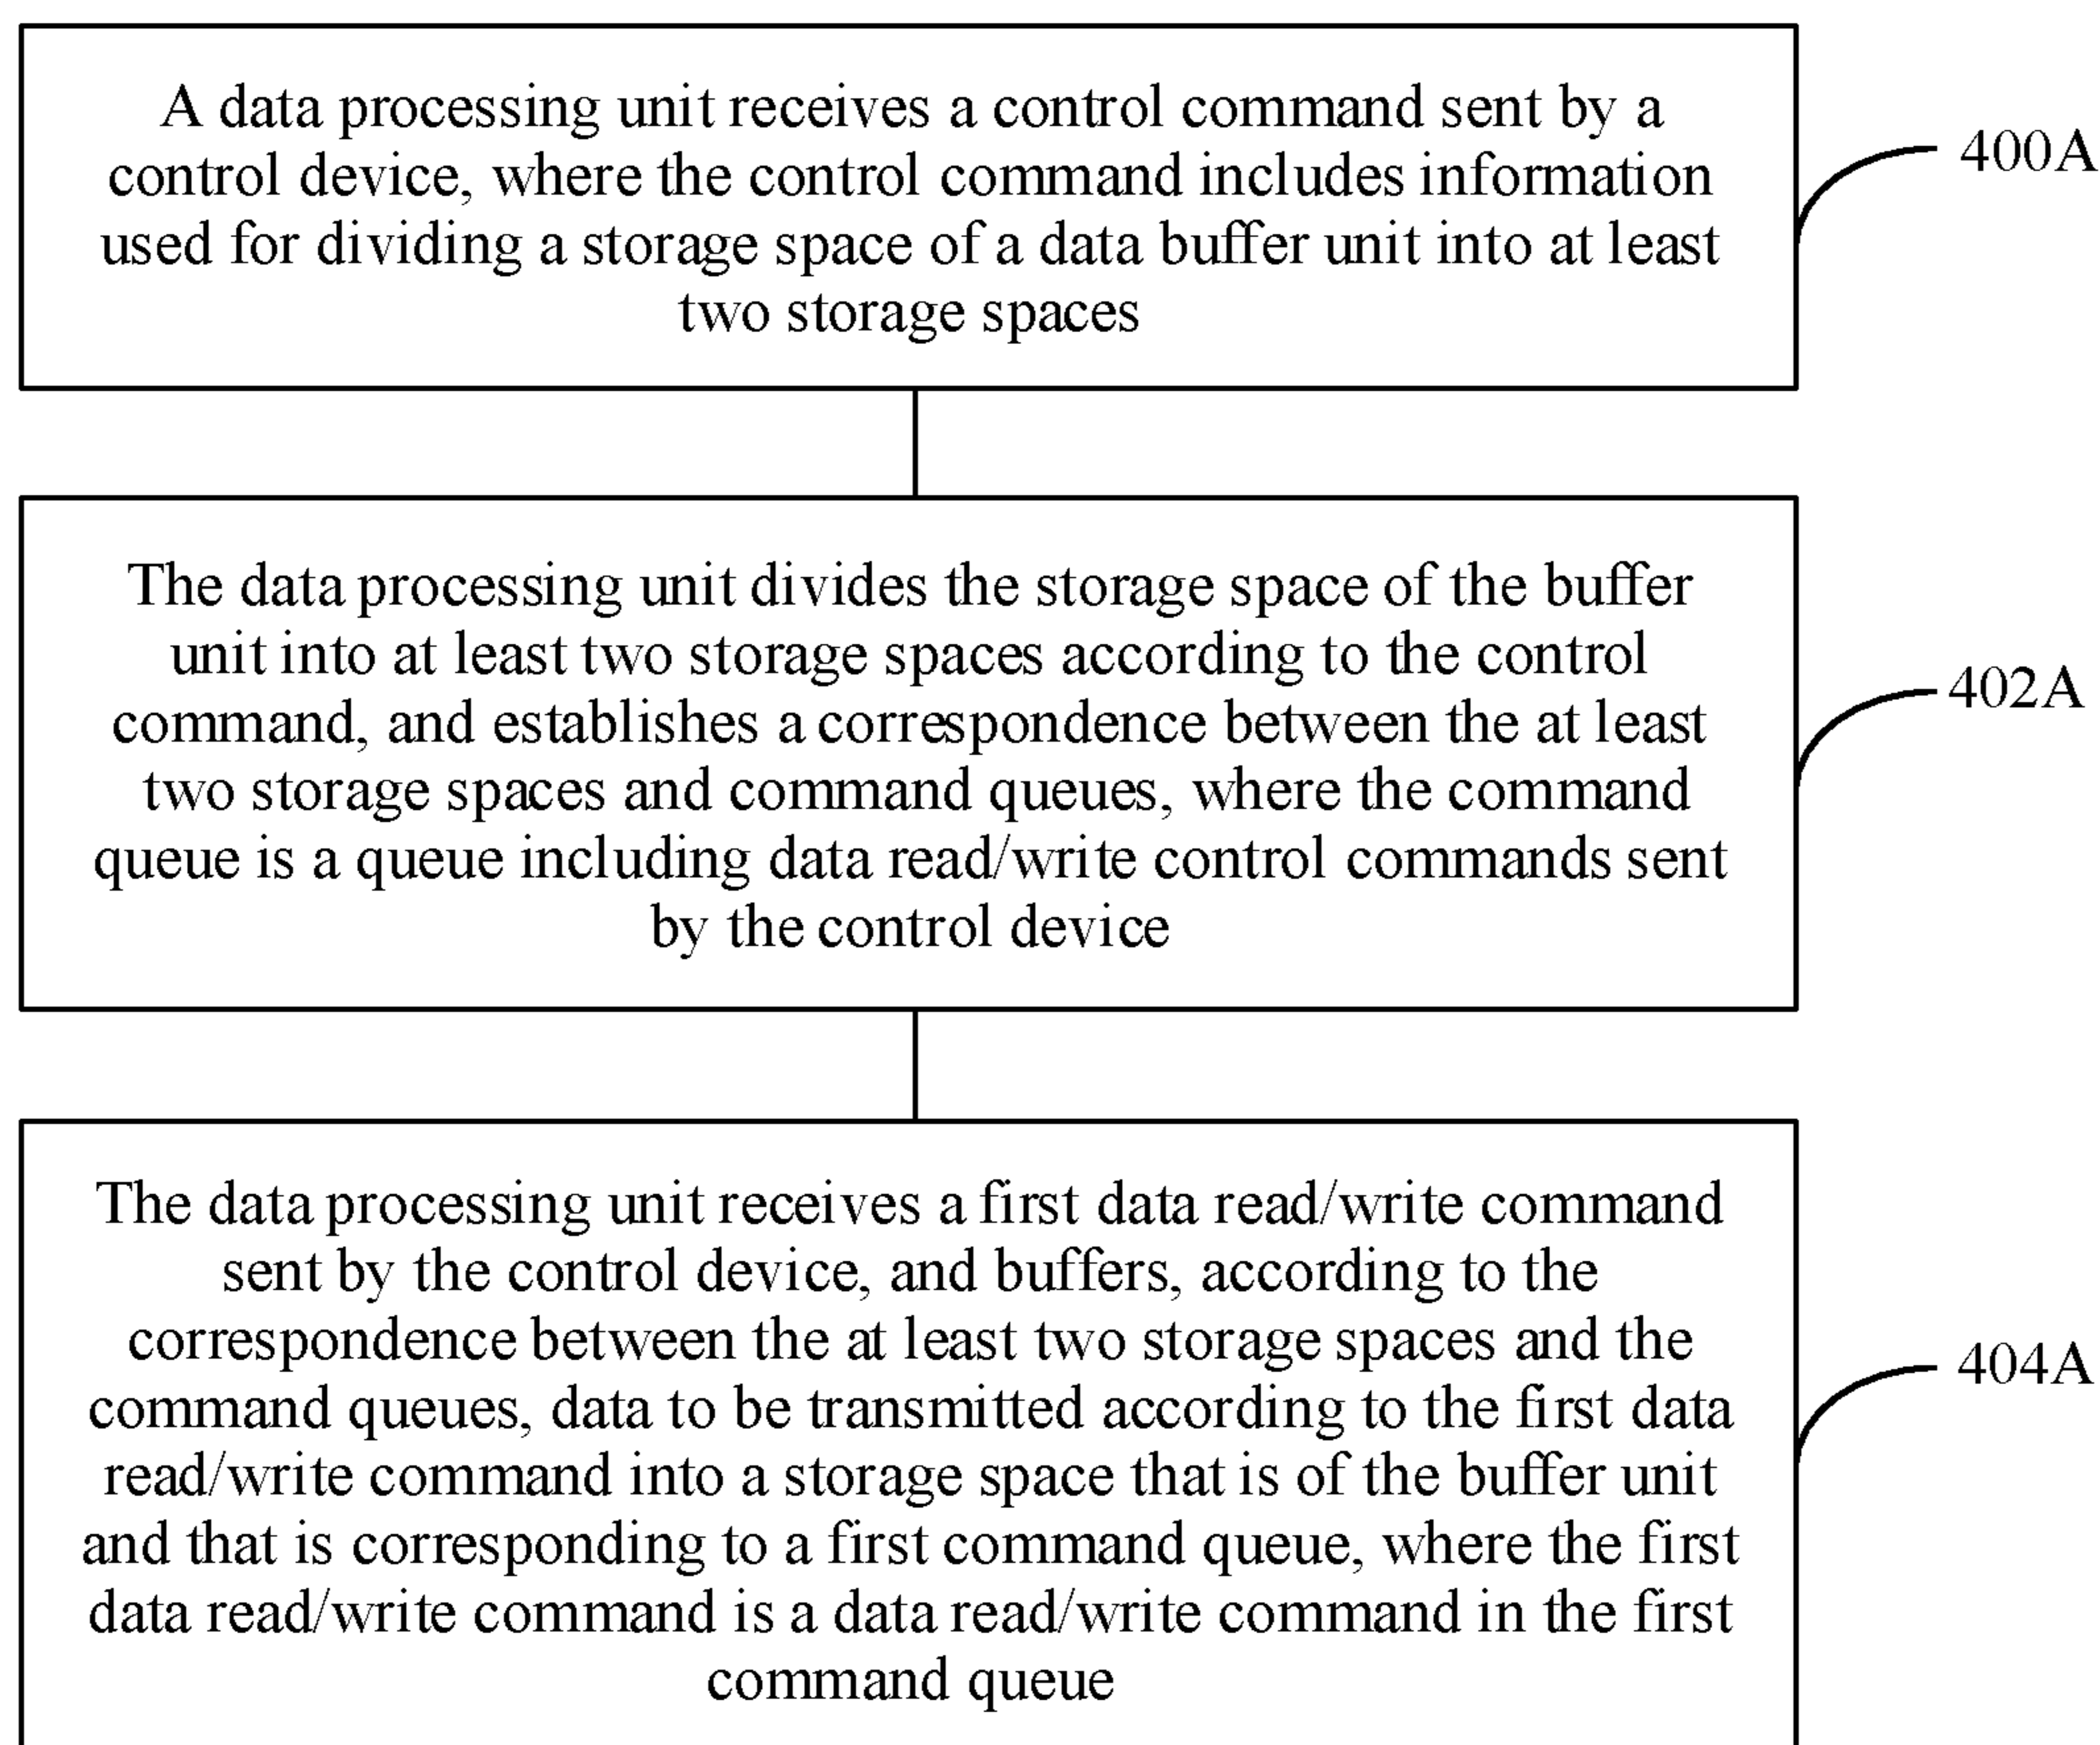 A data processing unit receives a control command sent by a
control device, where the control command includes information
used for dividing a storage space of a data buffer unit into at least
two storage spaces
400A
The data processing unit divides the storage space of the buffer
unit into at least two storage spaces according to the control
command, and establishes a correspondence between the at least
two storage spaces and command queues, where the command
queue is a queue including data read/write control commands sent
by the control device
402A
The data processing unit receives a first data read/write command
sent by the control device, and buffers, according to the
correspondence between the at least two storage spaces and the
command queues, data to be transmitted according to the first data
read/write command into a storage space that is of the buffer unit
and that is corresponding to a first command queue, where the first
data read/write command is a data read/write command in the first
command queue
404A